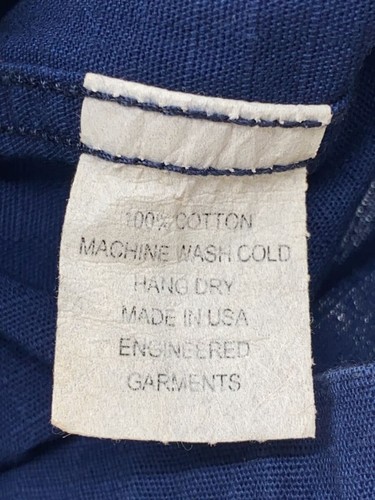 100% COTTON
MACHINE WASH COLD
HANG DRY
MADE IN USA
ENGINEERED
GARMENTS